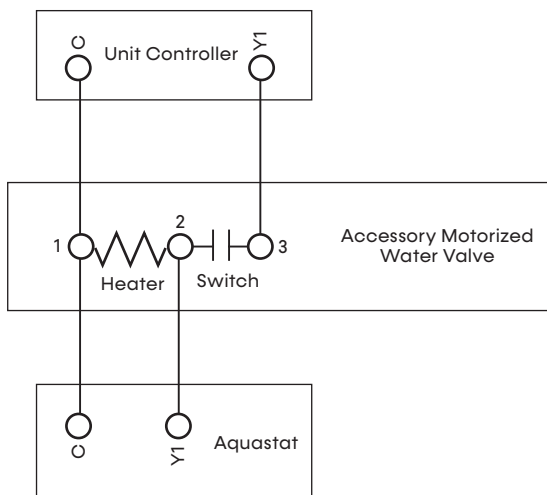 C
Unit Controller
Y1
1
2
3
Heater
Switch
Accessory Motorized
Water Valve
C
Y1
Aquastat